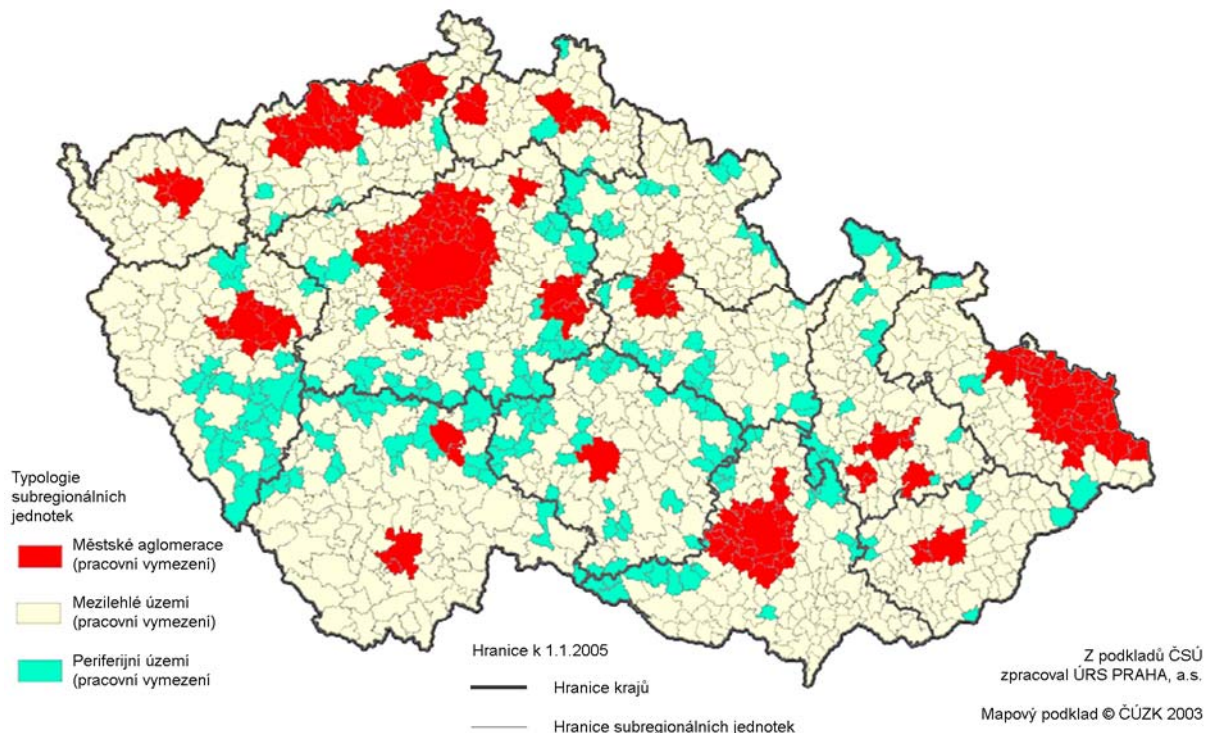 Typologie
subregionálních
jednotek
Městské aglomerace
(pracovní vymezení)
Mezilehlé území
(pracovní vymezení)
Periferijní území
(pracovní vymezení
Hranice k 1.1.2005
Hranice krajů
Hranice subregionálních jednotek
Z podkladů ČSÚ
zpracoval ÚRS PRAHA, a.s.
Mapový podklad © ČÚZK 2003